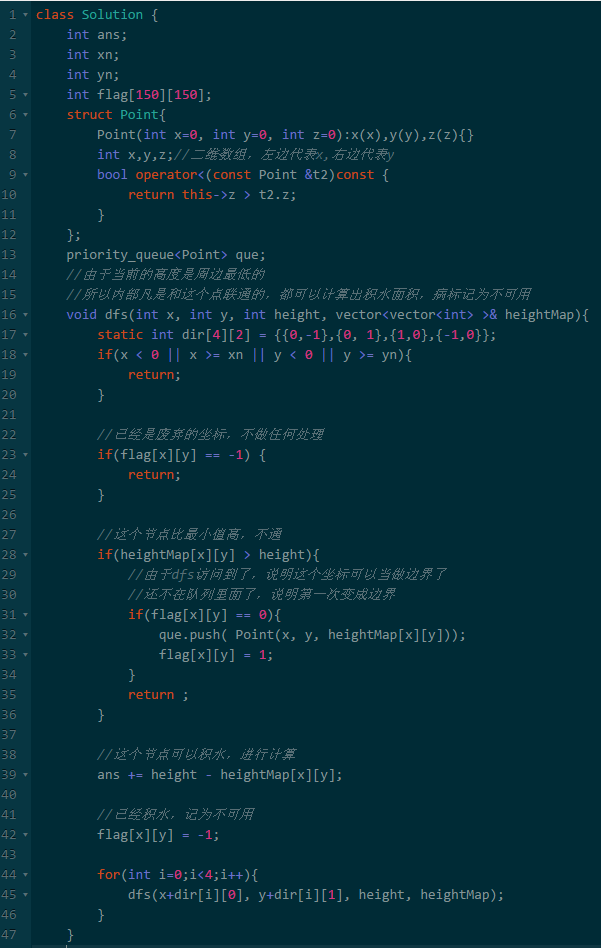 1 class Solution {
2 int ans;
3 int xn;
4 int yn;
5 int flag[150][150];
6 struct Point{
7 Point(int x=0, int y=0, int z=0):x(x),y(y),z(z){}
8 int x,y,z;//二维数组，左边代表x,右边代表y
9 bool operator<(const Point &t2)const {
10 return this->z > t2.z;
11 }
12 };
13 priority_queue<Point> que;
14 //由于当前的高度是周边最低的
15 //所以内部凡是和这个点联通的，都可以计算出积水面积，病标记为不可用
16 void dfs(int x, int y, int height, vector<vector<int> >& heightMap){
17 static int dir[4][2] = {{0,-1},{0, 1},{1,0},{-1,0}};
18 if(x < 0 || x >= xn || y < 0 || y >= yn){
19 return;
20 }
21
22 //已经是废弃的坐标，不做任何处理
23 if(flag[x][y] == -1) {
24 return;
25 }
26
27 //这个节点比最小值高，不通
28 if(heightMap[x][y] > height){
29 //由于dfs访问到了，说明这个坐标可以当做边界了
30 //还不在队列里面了，说明第一次变成边界
31 if(flag[x][y] == 0){
32 que.push( Point(x, y, heightMap[x][y]));
33 flag[x][y] = 1;
34 }
35 return ;
36 }
37
38 //这个节点可以积水，进行计算
39 ans += height - heightMap[x][y];
40
41 //已经积水，记为不可用
42 flag[x][y] = -1;
43
44 for(int i=0;i<4;i++){
45 dfs(x+dir[i][0], y+dir[i][1], height, heightMap);
46 }
47 }